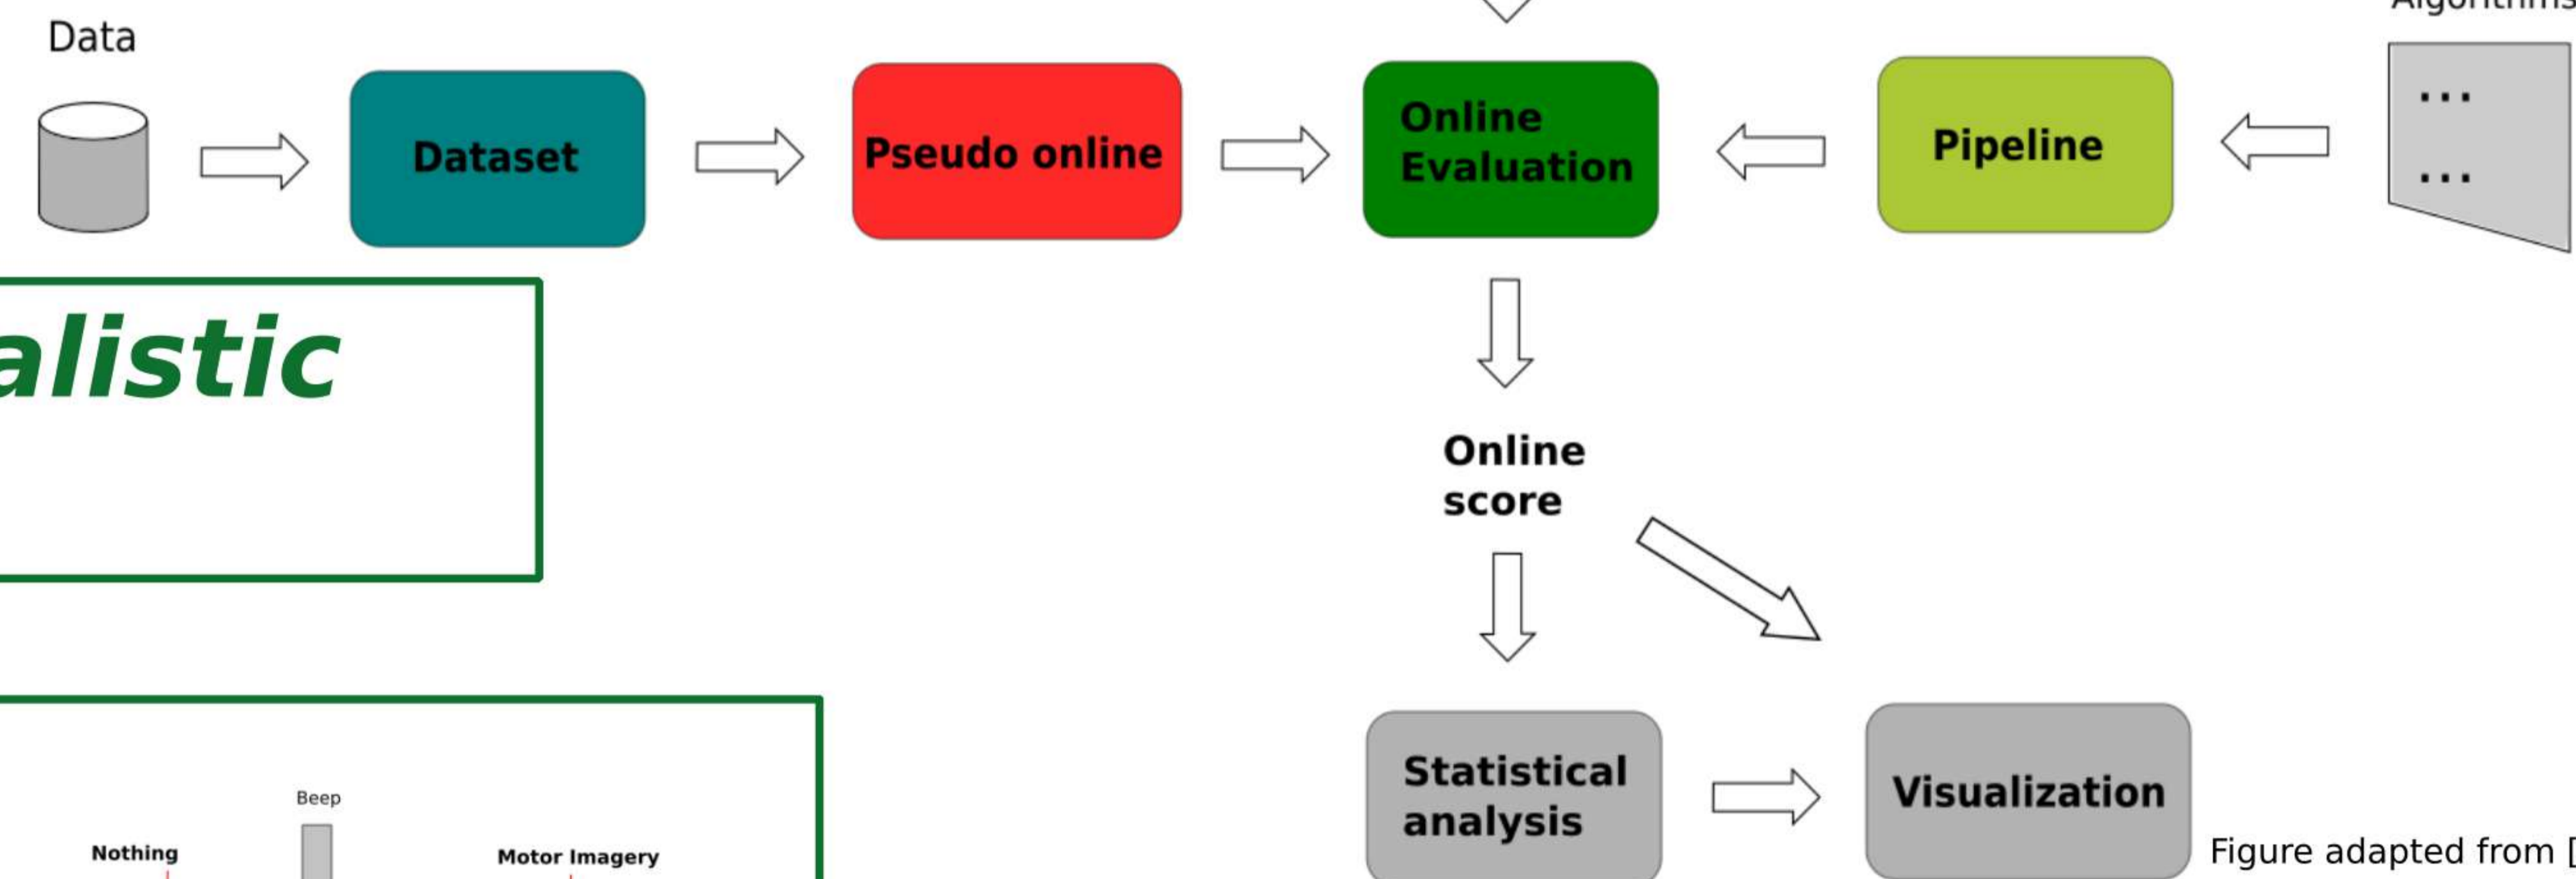 Data
Dataset
Pseudo online
Online
Evaluation
Pipeline
...
...
alistic
Online
score
Statistical
analysis
Visualization
Beep
Nothing
Motor Imagery
Figure adapted from [